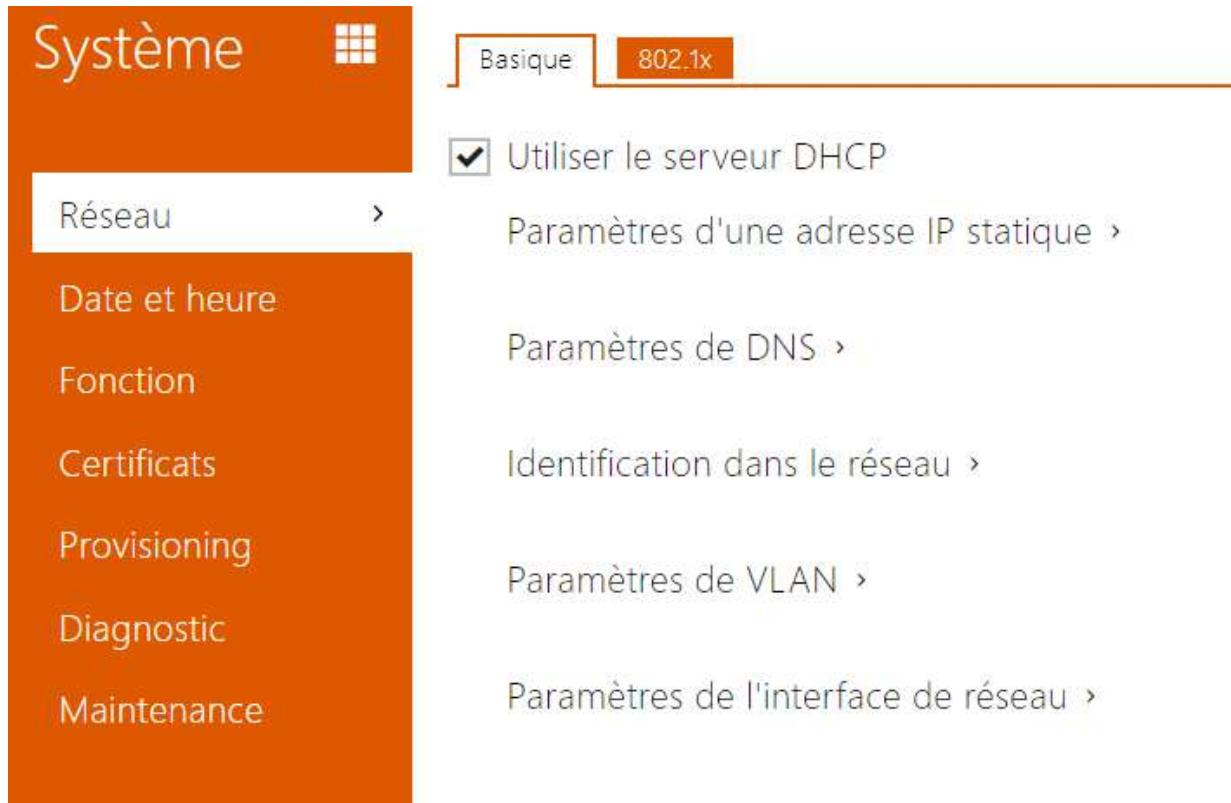 Système
Basique
802.1x
Utiliser le serveur DHCP
Réseau
Paramètres d'une adresse IP statique
Date et heure
Paramètres de DNS
Fonction
Certificats
Identification dans le réseau
Provisioning
Paramètres de VLAN
Diagnostic
Maintenance
Paramètres de l'interface de réseau